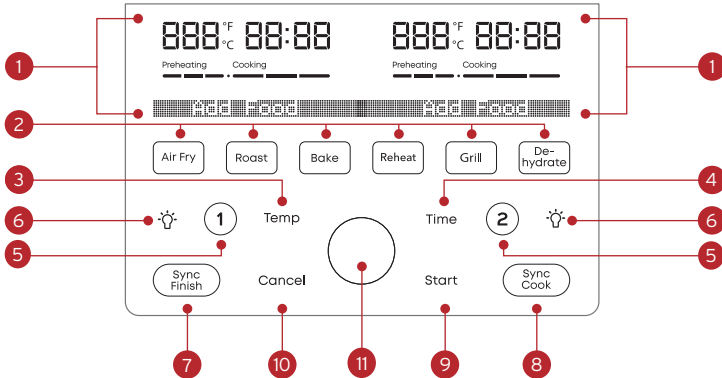 888 °F °C 88:88 888 °F °C 88:88
Preheating Cooking Preheating Cooking
1 1
Add Food Add Food
2
Air Fry Roast Bake Reheat Grill De-hydrate
3 4
6 1 Temp Time 2 6
5 5
Sync Finish Cancel Start Sync Cook
7 10 11 9 8